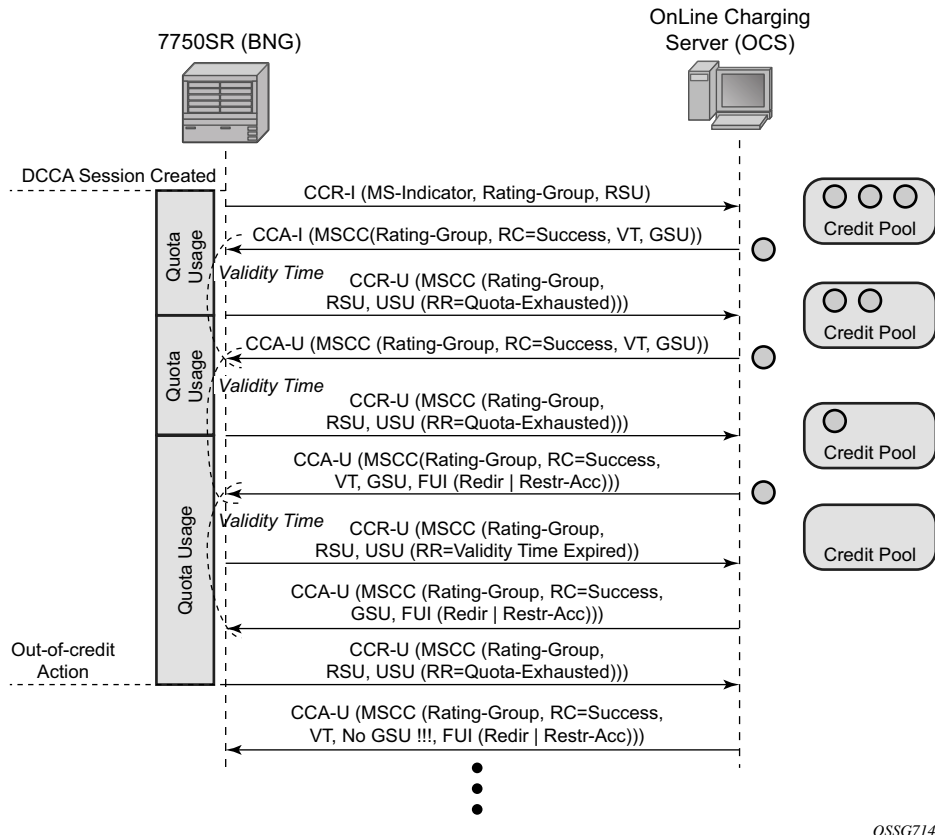 OnLine Charging
Server (OCS)
7750SR (BNG)
DCCA Session Created
CCR-I (MS-Indicator, Rating-Group, RSU)
Credit Pool
CCA-I (MSCC(Rating-Group, RC=Success, VT, GSU))
Quota
Usage
Validity Time
CCR-U (MSCC (Rating-Group,
RSU, USU (RR=Quota-Exhausted)))
Credit Pool
CCA-U (MSCC (Rating-Group, RC=Success, VT, GSU))
Quota
Usage
Validity Time
CCR-U (MSCC (Rating-Group,
RSU, USU (RR=Quota-Exhausted)))
Credit Pool
CCA-U (MSCC(Rating-Group, RC=Success,
VT, GSU, FUI (Redir | Restr-Acc)))
Quota Usage
Validity Time
CCR-U (MSCC (Rating-Group,
RSU, USU (RR=Validity Time Expired))
Credit Pool
CCA-U (MSCC (Rating-Group, RC=Success,
GSU, FUI (Redir | Restr-Acc)))
Out-of-credit
Action
CCR-U (MSCC (Rating-Group,
RSU, USU (RR=Quota-Exhausted)))
CCA-U (MSCC (Rating-Group, RC=Success,
VT, No GSU !!!, FUI (Redir | Restr-Acc)))
OSSG714